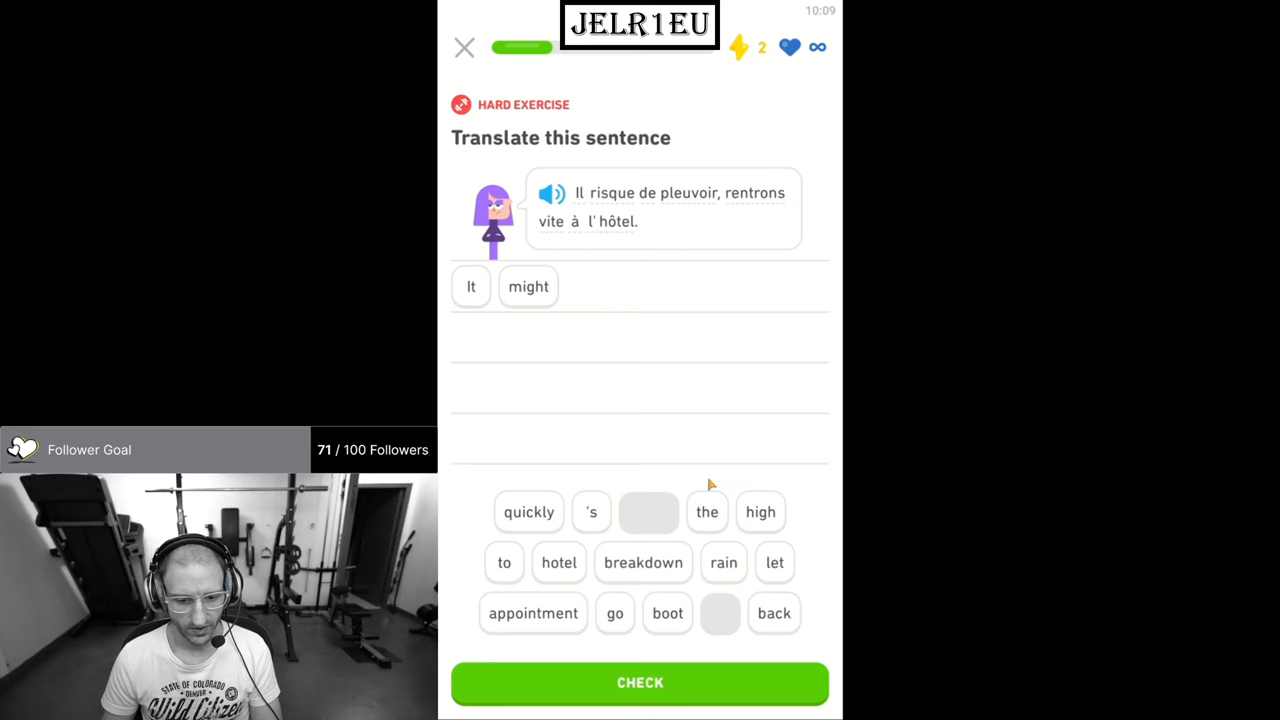 JELR1EU
10:09
2 ∞
HARD EXERCISE
Translate this sentence
Il risque de pleuvoir, rentrons
vite à l'hôtel.
It might
Follower Goal 71 / 100 Followers
quickly 's the high
to hotel breakdown rain let
appointment go boot back
CHECK
STATE OF COLORADO
DENVER
Wild Citizen